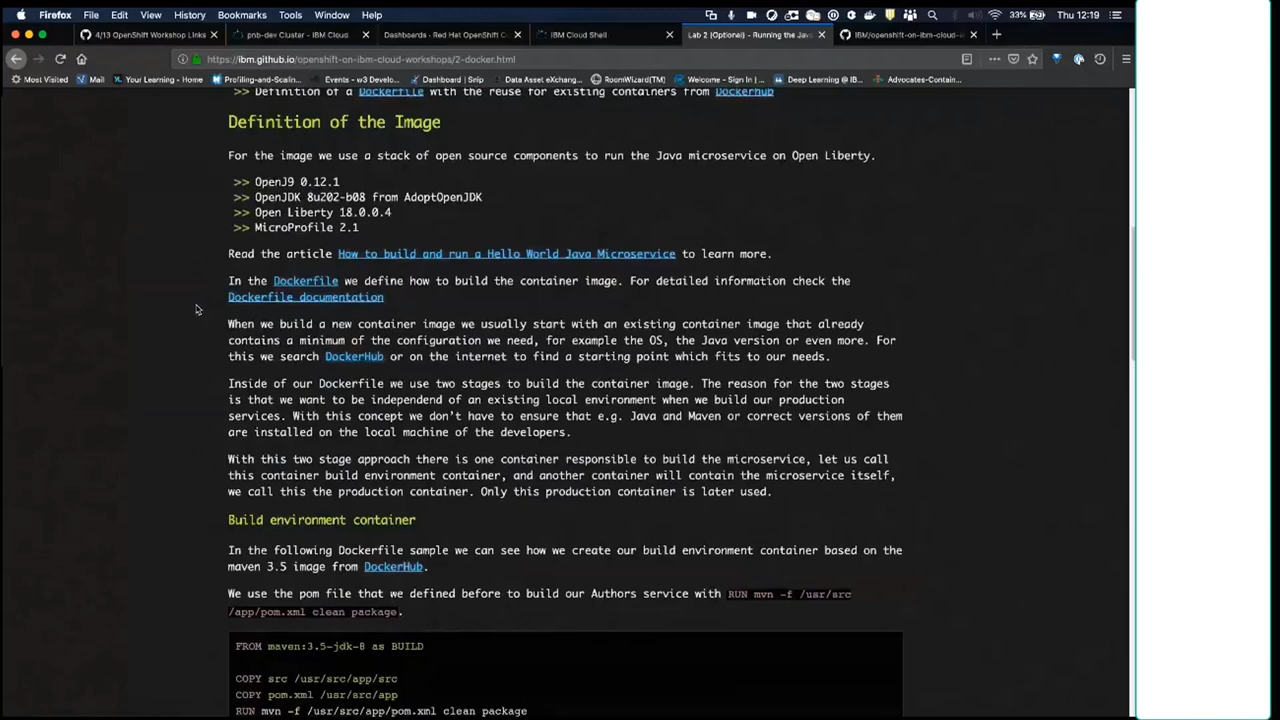 Firefox File Edit View History Bookmarks Tools Window Help 33% Thu 12:19
4/13 OpenShift Workshop Links
pnb-dev Cluster - IBM Cloud
Dashboards - Red Hat OpenShift C
IBM Cloud Shell
Lab 2 (Optional) - Running the Jav
IBM/openshift-on-ibm-cloud-w
https://ibm.github.io/openshift-on-ibm-cloud-workshops/2-docker.html
Most Visited Mail Your Learning - Home Profiling-and-Scalin... Events - w3 Develo... Dashboard | Snip Data Asset eXchang... RoomWizard(TM) Welcome - Sign In |... Deep Learning @ IB... Advocates-Contain...
>> Definition of a Dockerfile with the reuse for existing containers from Dockerhub
Definition of the Image
For the image we use a stack of open source components to run the Java microservice on Open Liberty.
>> OpenJ9 0.12.1
>> OpenJDK 8u202-b08 from AdoptOpenJDK
>> Open Liberty 18.0.0.4
>> MicroProfile 2.1
Read the article How to build and run a Hello World Java Microservice to learn more.
In the Dockerfile we define how to build the container image. For detailed information check the
Dockerfile documentation
When we build a new container image we usually start with an existing container image that already
contains a minimum of the configuration we need, for example the OS, the Java version or even more. For
this we search DockerHub or on the internet to find a starting point which fits to our needs.
Inside of our Dockerfile we use two stages to build the container image. The reason for the two stages
is that we want to be independend of an existing local environment when we build our production
services. With this concept we don't have to ensure that e.g. Java and Maven or correct versions of them
are installed on the local machine of the developers.
With this two stage approach there is one container responsible to build the microservice, let us call
this container build environment container, and another container will contain the microservice itself,
we call this the production container. Only this production container is later used.
Build environment container
In the following Dockerfile sample we can see how we create our build environment container based on the
maven 3.5 image from DockerHub.
We use the pom file that we defined before to build our Authors service with RUN mvn -f /usr/src
/app/pom.xml clean package.
FROM maven:3.5-jdk-8 as BUILD
COPY src /usr/src/app/src
COPY pom.xml /usr/src/app
RUN mvn -f /usr/src/app/pom.xml clean package